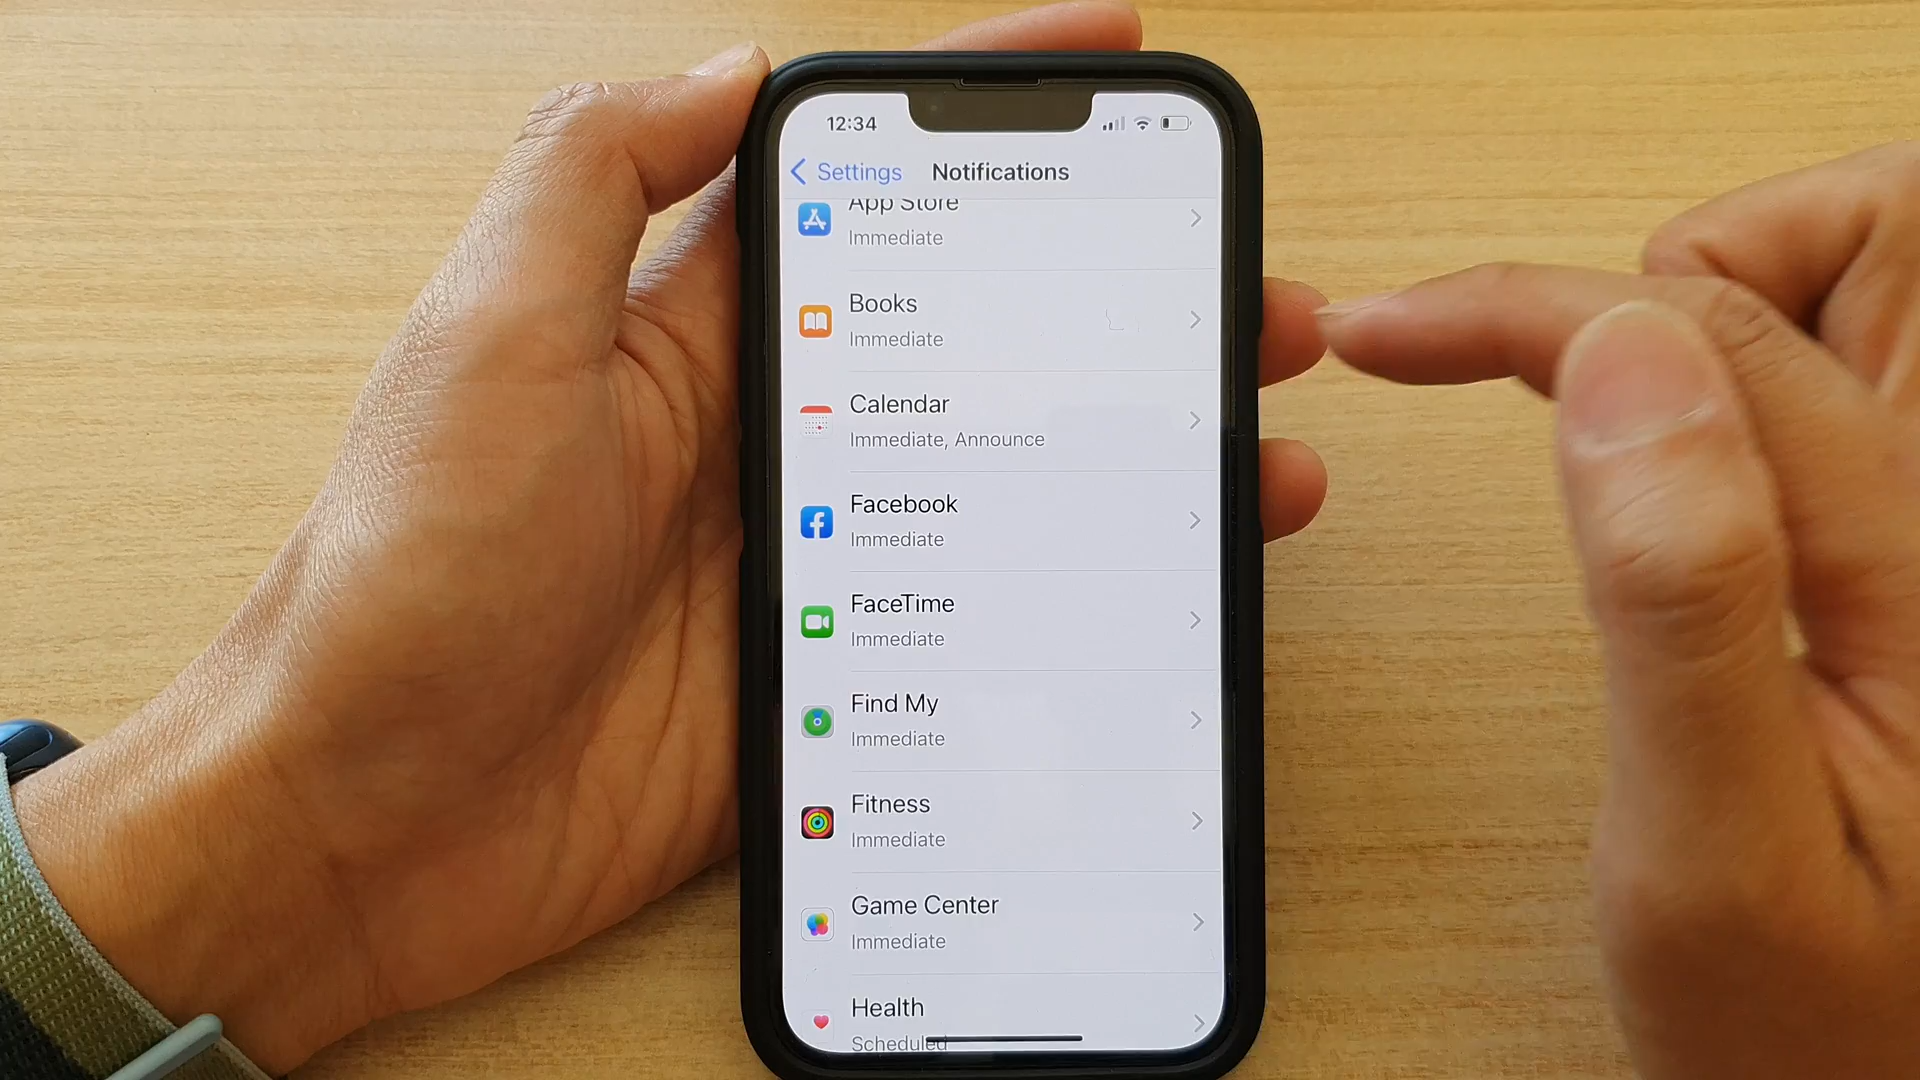 12:34
Settings Notifications
App Store
Immediate
Books
Immediate
Calendar
Immediate, Announce
Facebook
Immediate
FaceTime
Immediate
Find My
Immediate
Fitness
Immediate
Game Center
Immediate
Health
Scheduled